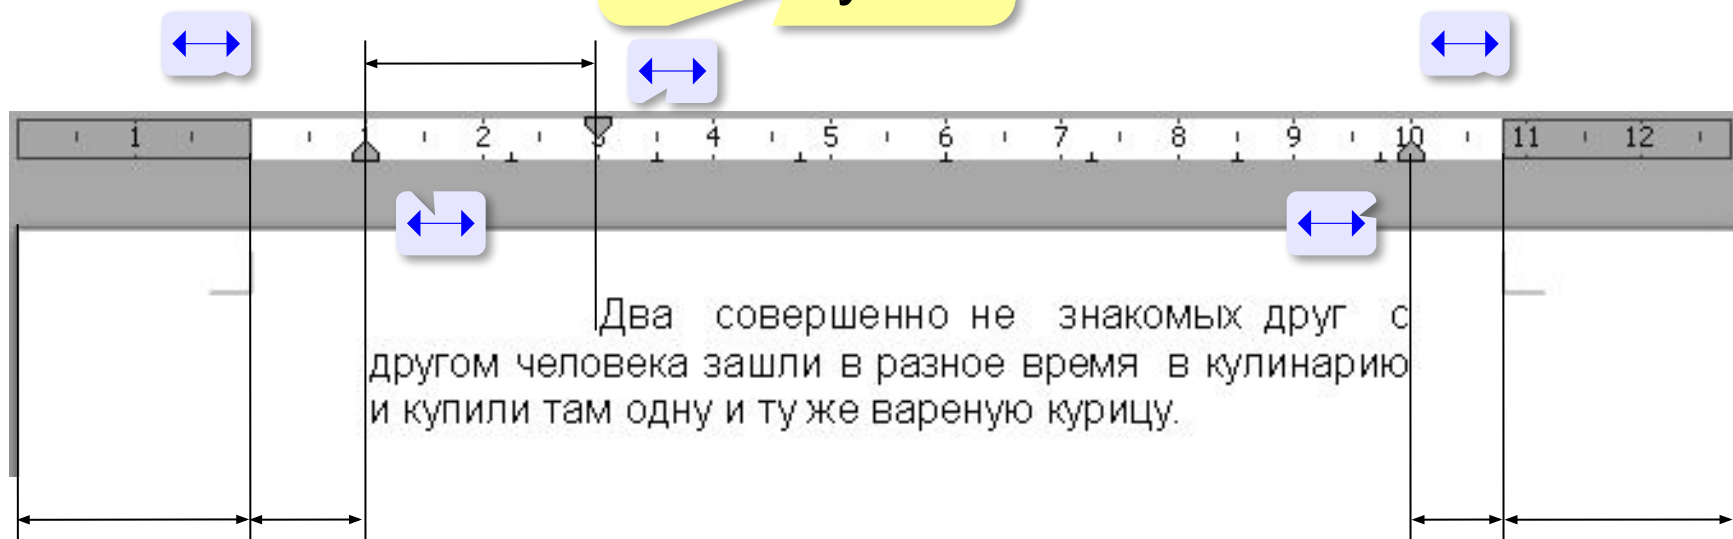 1 1 2 3 4 5 6 7 8 9 10 11 12
Два совершенно не знакомых друг с
другом человека зашли в разное время в кулинарию
и купили там одну и ту же вареную курицу.